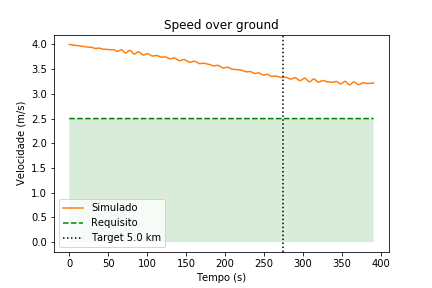 Speed over ground
Velocidade (m/s)
4.0
3.5
3.0
2.5
2.0
1.5
1.0
0.5
0.0
Simulado
Requisito
Target 5.0 km
0 50 100 150 200 250 300 350 400
Tempo (s)